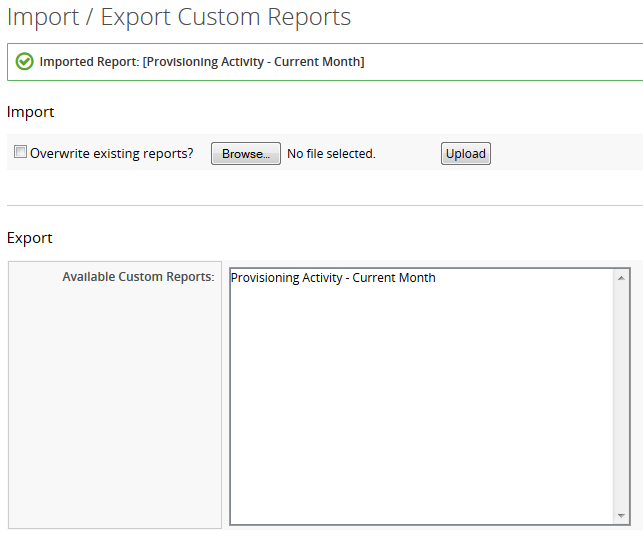 Import / Export Custom Reports
Imported Report: [Provisioning Activity - Current Month]
Import
Overwrite existing reports? Browse... No file selected. Upload
Export
Available Custom Reports: Provisioning Activity - Current Month